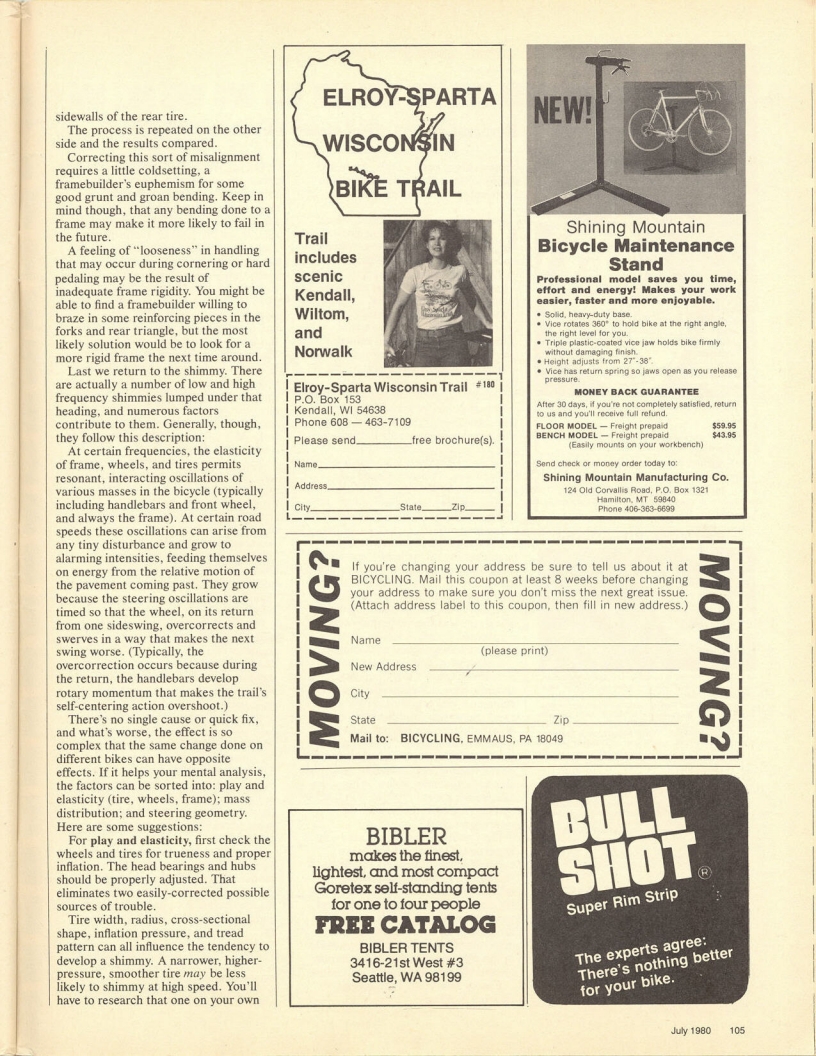 sidewalls of the rear tire.
The process is repeated on the other
side and the results compared.
Correcting this sort of misalignment
requires a little coldsetting, a
framebuilder's euphemism for some
good grunt and groan bending. Keep in
mind though, that any bending done to a
frame may make it more likely to fail in
the future.
A feeling of "looseness" in handling
that may occur during cornering or hard
pedaling may be the result of
inadequate frame rigidity. You might be
able to find a framebuilder willing to
braze in some reinforcing pieces in the
forks and rear triangle, but the most
likely solution would be to look for a
more rigid frame the next time around.
Last we return to the shimmy. There
are actually a number of low and high
frequency shimmies lumped under that
heading, and numerous factors
contribute to them. Generally, though,
they follow this description:
At certain frequencies, the elasticity
of frame, wheels, and tires permits
resonant, interacting oscillations of
various masses in the bicycle (typically
including handlebars and front wheel,
and always the frame). At certain road
speeds these oscillations can arise from
any tiny disturbance and grow to
alarming intensities, feeding themselves
on energy from the relative motion of
the pavement coming past. They grow
because the steering oscillations are
timed so that the wheel, on its return
from one sideswing, overcorrects and
swerves in a way that makes the next
swing worse. (Typically, the
overcorrection occurs because during
the return, the handlebars develop
rotary momentum that makes the trail's
self-centering action overshoot.)
There's no single cause or quick fix,
and what's worse, the effect is so
complex that the same change done on
different bikes can have opposite
effects. If it helps your mental analysis,
the factors can be sorted into: play and
elasticity (tire, wheels, frame); mass
distribution; and steering geometry.
Here are some suggestions:
For play and elasticity, first check the
wheels and tires for trueness and proper
inflation. The head bearings and hubs
should be properly adjusted. That
eliminates two easily-corrected possible
sources of trouble.
Tire width, radius, cross-sectional
shape, inflation pressure, and tread
pattern can all influence the tendency to
develop a shimmy. A narrower, higher-
pressure, smoother tire may be less
likely to shimmy at high speed. You'll
have to research that one on your own
ELROY-SPARTA
WISCONSIN
BIKE TRAIL
Trail
includes
scenic
Kendall,
Wiltom,
and
Norwalk
Elroy-Sparta Wisconsin Trail #180
P.O. Box 153
Kendall, WI 54638
Phone 608 — 463-7109
Please send________free brochure(s).
Name
Address
City State Zip
NEW!
Shining Mountain
Bicycle Maintenance
Stand
Professional model saves you time,
effort and energy! Makes your work
easier, faster and more enjoyable.
• Solid, heavy-duty base.
• Vice rotates 360° to hold bike at the right angle,
the right level for you.
• Triple plastic-coated vice jaw holds bike firmly
without damaging finish.
• Height adjusts from 27"-38".
• Vice has return spring so jaws open as you release
pressure.
MONEY BACK GUARANTEE
After 30 days, if you're not completely satisfied, return
to us and you'll receive full refund.
FLOOR MODEL — Freight prepaid $59.95
BENCH MODEL — Freight prepaid $43.95
(Easily mounts on your workbench)
Send check or money order today to:
Shining Mountain Manufacturing Co.
124 Old Corvallis Road, P.O. Box 1321
Hamilton, MT 59840
Phone 406-363-6699
MOVING?
If you're changing your address be sure to tell us about it at
BICYCLING. Mail this coupon at least 8 weeks before changing
your address to make sure you don't miss the next great issue.
(Attach address label to this coupon, then fill in new address.)
Name
(please print)
New Address
City
State Zip
Mail to: BICYCLING, EMMAUS, PA 18049
MOVING?
BIBLER
makes the finest,
lightest, and most compact
Goretex self-standing tents
for one to four people
FREE CATALOG
BIBLER TENTS
3416-21st West #3
Seattle, WA 98199
BULL
SHOT®
Super Rim Strip
The experts agree:
There's nothing better
for your bike.
July 1980 105